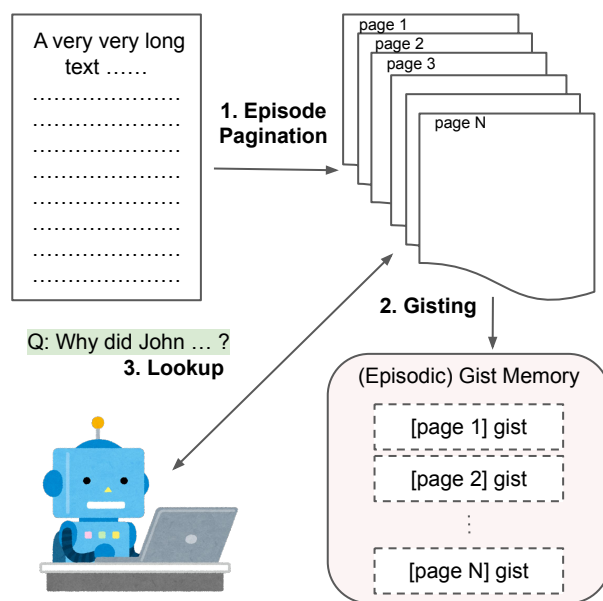 A very very long
text ......
page 1
page 2
page 3
page N
1. Episode
Pagination
2. Gisting
Q: Why did John ... ?
3. Lookup
(Episodic) Gist Memory
[page 1] gist
[page 2] gist
[page N] gist